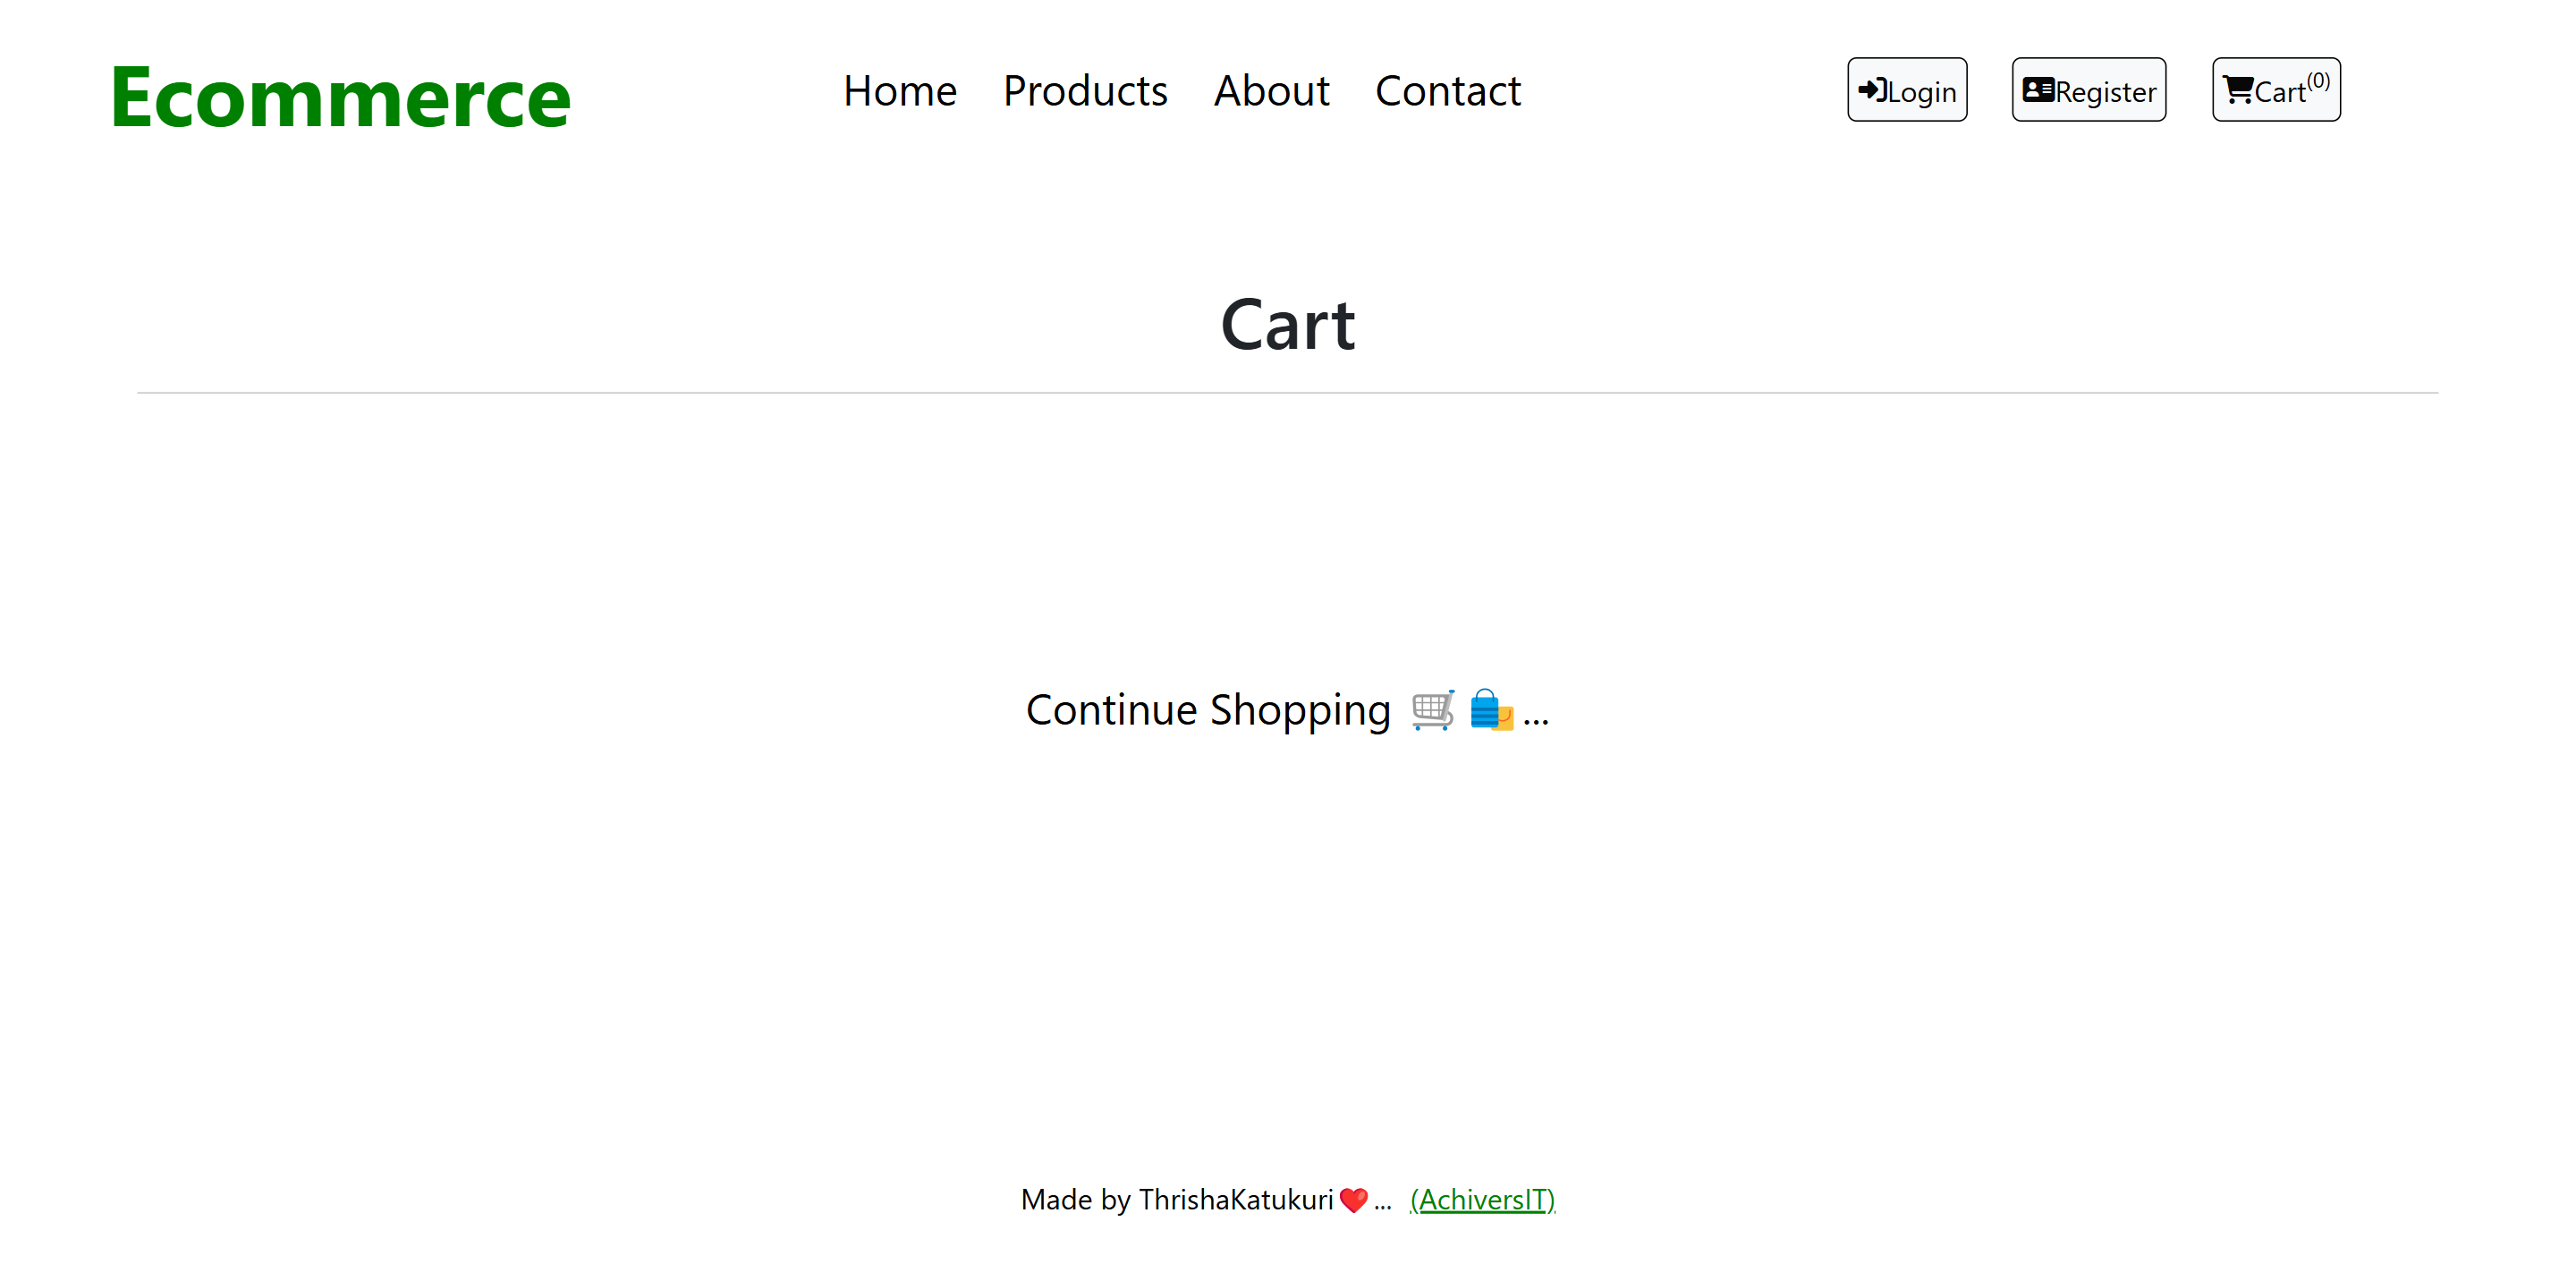 Ecommerce
Home Products About Contact
Login Register Cart(0)
Cart
Continue Shopping 🛒🛍️...
Made by ThrishaKatukuri❤️... (AchiversIT)